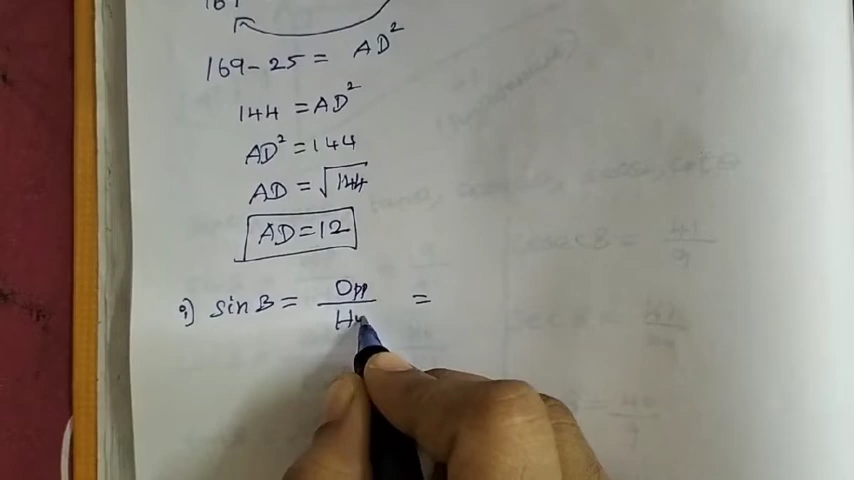 169 - 25 = AD²
144 = AD²
AD² = 144
AD = √144
AD = 12
i) sin B = Opp / Hy =